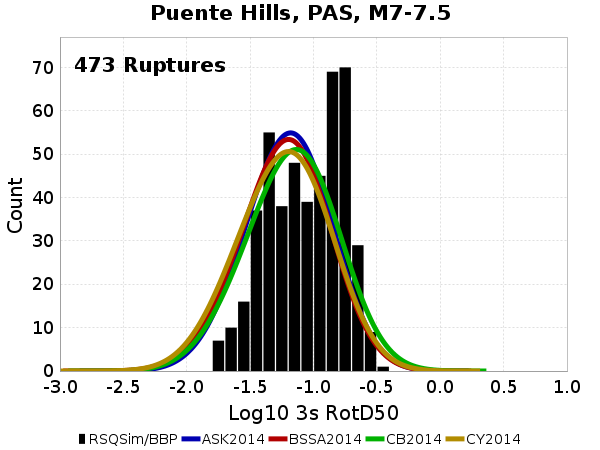 Puente Hills, PAS, M7-7.5
473 Ruptures
Count
70
60
50
40
30
20
10
0
-3.0 -2.5 -2.0 -1.5 -1.0 -0.5 0.0 0.5 1.0
Log10 3s RotD50
RSQSim/BBP ASK2014 BSSA2014 CB2014 CY2014